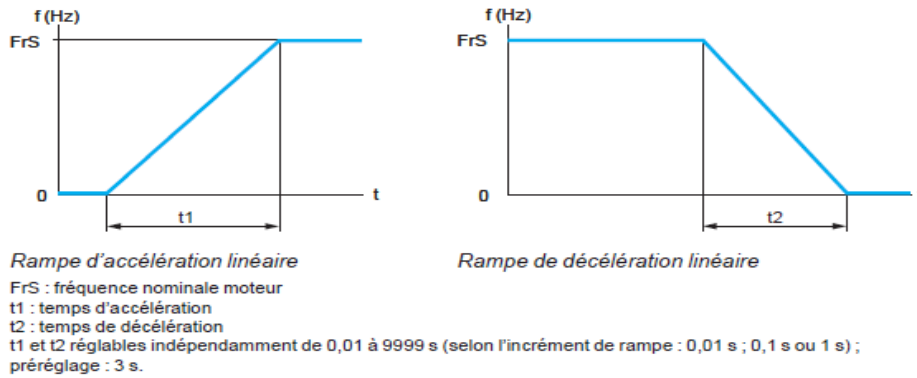 f (Hz)
FrS
0
t1
t
f (Hz)
FrS
0
t2
Rampe d'accélération linéaire
Rampe de décélération linéaire
FrS : fréquence nominale moteur
t1 : temps d'accélération
t2 : temps de décélération
t1 et t2 réglables indépendamment de 0,01 à 9999 s (selon l'incrément de rampe : 0,01 s ; 0,1 s ou 1 s) ;
préréglage : 3 s.